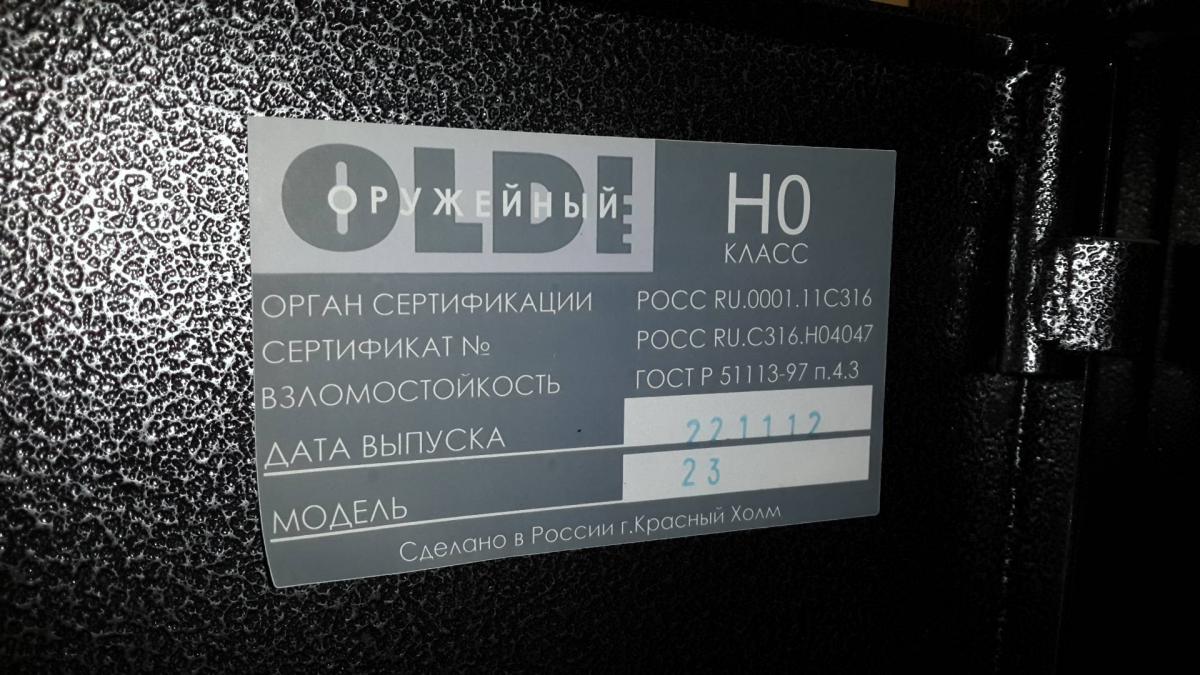 OLDI
ОРУЖЕЙНЫЙ
Н0
КЛАСС
ОРГАН СЕРТИФИКАЦИИ РОСС RU.0001.11С316
СЕРТИФИКАТ № РОСС RU.С316.Н04047
ВЗЛОМОСТОЙКОСТЬ ГОСТ Р 51113-97 п.4.3
ДАТА ВЫПУСКА 221112
МОДЕЛЬ 23
Сделано в России г.Красный Холм